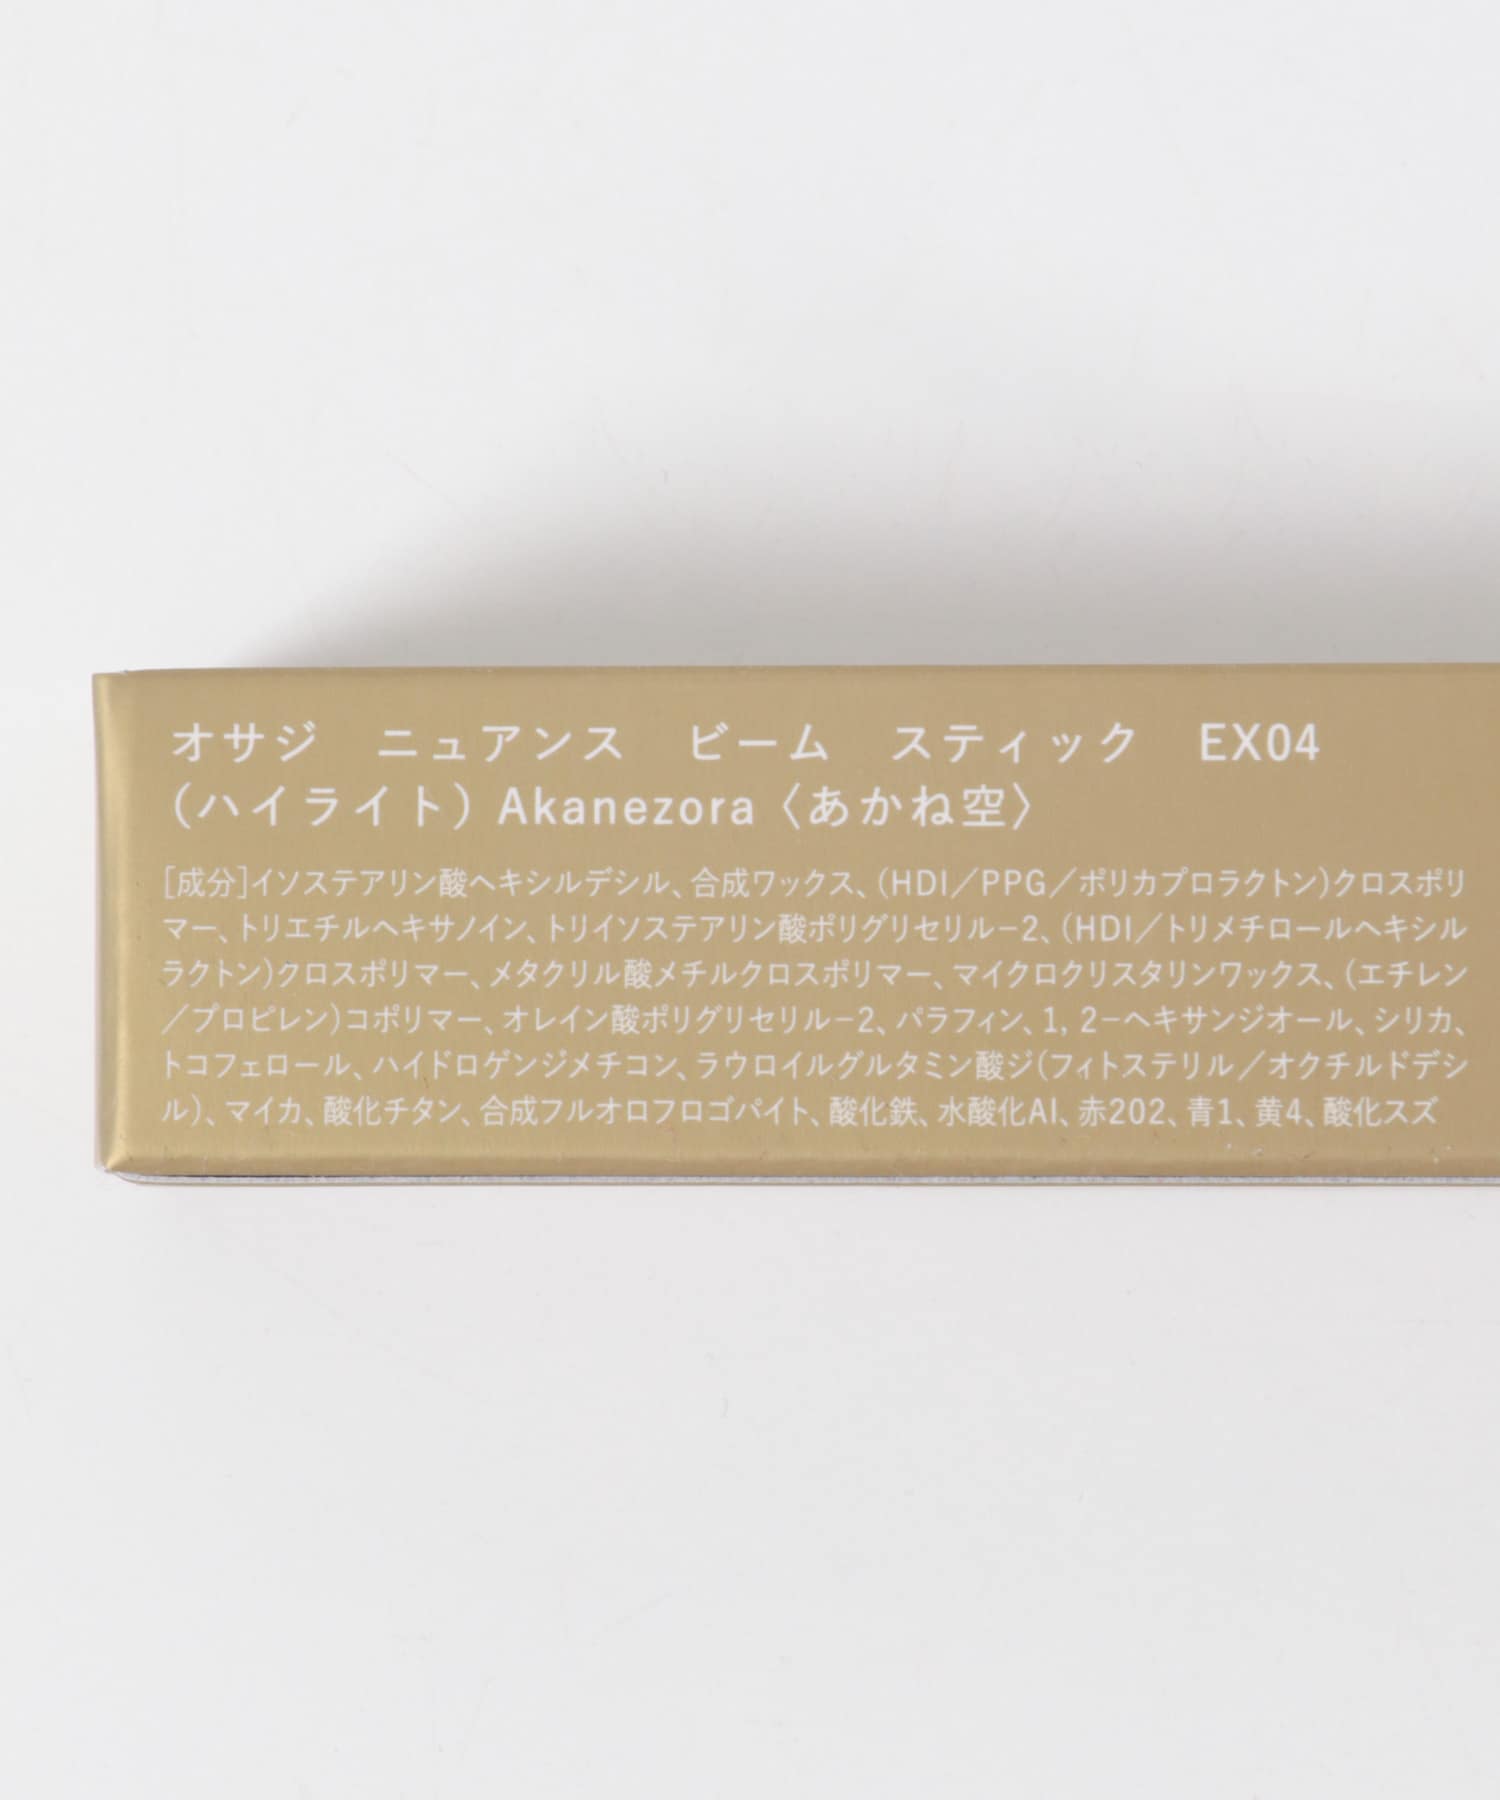 オサジ　ニュアンス　ビーム　スティック　EX04
（ハイライト）Akanezora〈あかね空〉
［成分］イソステアリン酸ヘキシルデシル、合成ワックス、（HDI／PPG／ポリカプロラクトン）クロスポリ
マー、トリエチルヘキサノイン、トリイソステアリン酸ポリグリセリル−2、（HDI／トリメチロールヘキシル
ラクトン）クロスポリマー、メタクリル酸メチルクロスポリマー、マイクロクリスタリンワックス、（エチレン
／プロピレン）コポリマー、オレイン酸ポリグリセリル−2、パラフィン、1, 2−ヘキサンジオール、シリカ、
トコフェロール、ハイドロゲンジメチコン、ラウロイルグルタミン酸ジ（フィトステリル／オクチルドデシ
ル）、マイカ、酸化チタン、合成フルオロフロゴパイト、酸化鉄、水酸化Al、赤202、青1、黄4、酸化スズ